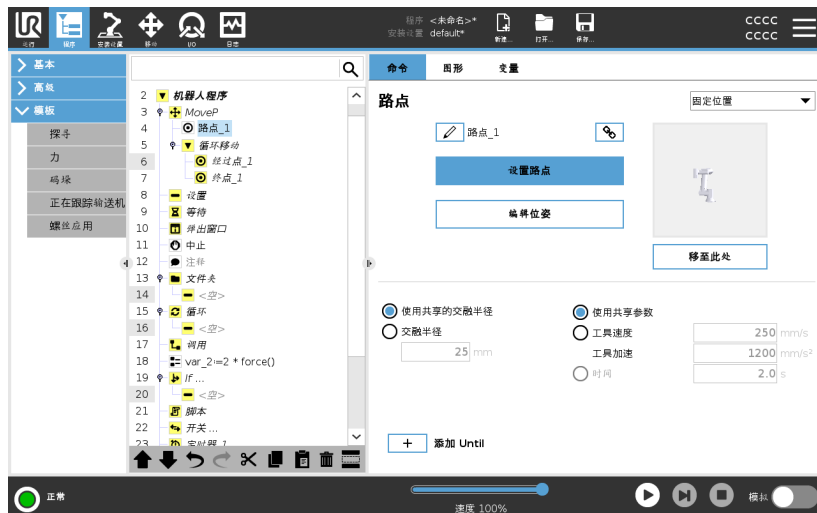 UR
运行
程序
安装设置
移动
I/O
日志
程序 <未命名>*
安装设置 default*
新建...
打开...
保存...
CCCC
CCCC
基本
高级
模板
探寻
力
码垛
正在跟踪输送机
螺丝应用
2 机器人程序
3 MoveP
4 路点_1
5 循环移动
6 经过点_1
7 终点_1
8 设置
9 等待
10 弹出窗口
11 中止
12 注释
13 文件夹
14 <空>
15 循环
16 <空>
17 调用
18 var_2:=2 * force()
19 If ...
20 <空>
21 脚本
22 开关 ...
23 定时器_1
命令 图形 变量
路点
固定位置
路点_1
设置路点
编辑位姿
移至此处
使用共享的交融半径
交融半径
25 mm
使用共享参数
工具速度 250 mm/s
工具加速 1200 mm/s²
时间 2.0 s
添加 Until
正常
速度 100%
模拟